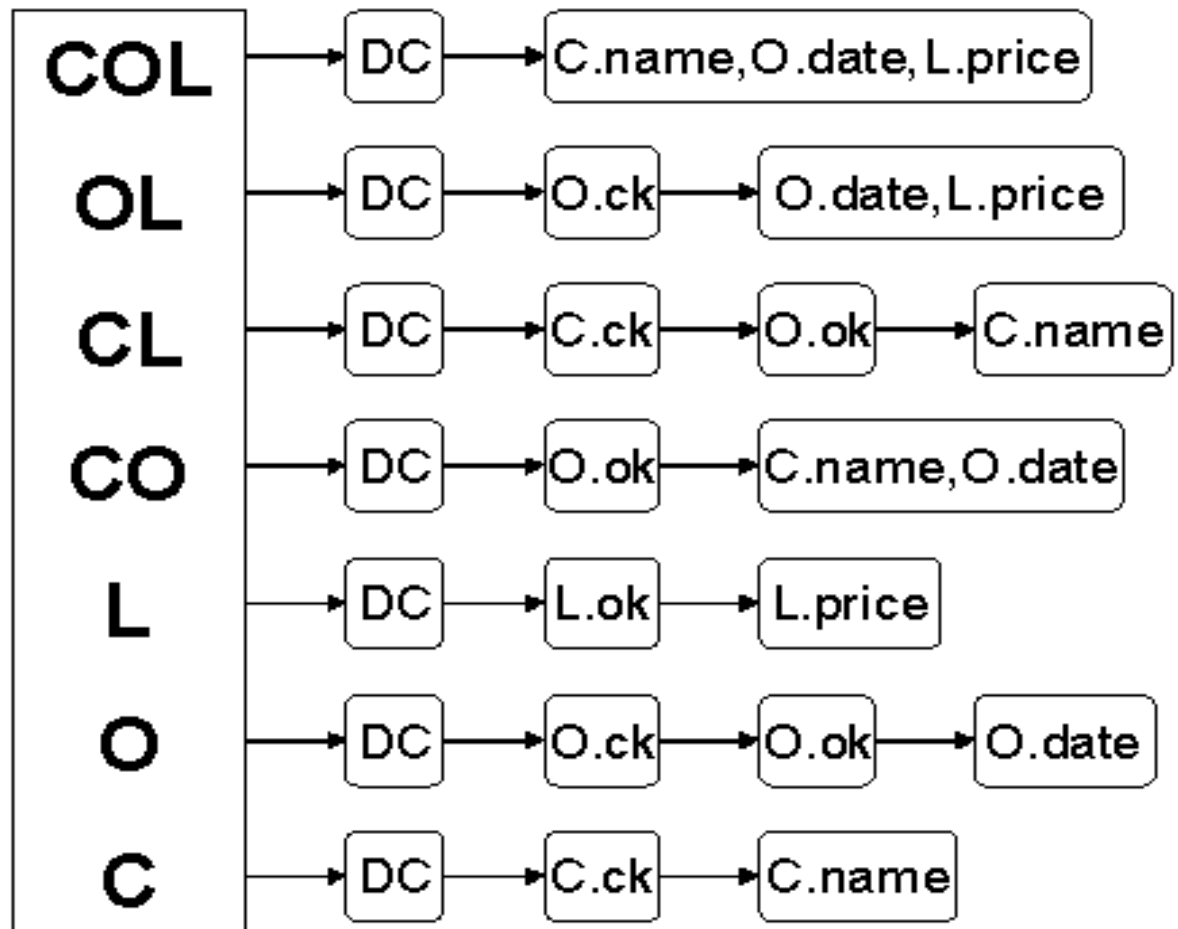 COL DC C.name,O.date,L.price
OL DC O.ck O.date,L.price
CL DC C.ck O.ok C.name
CO DC O.ok C.name,O.date
L DC L.ok L.price
O DC O.ck O.ok O.date
C DC C.ck C.name